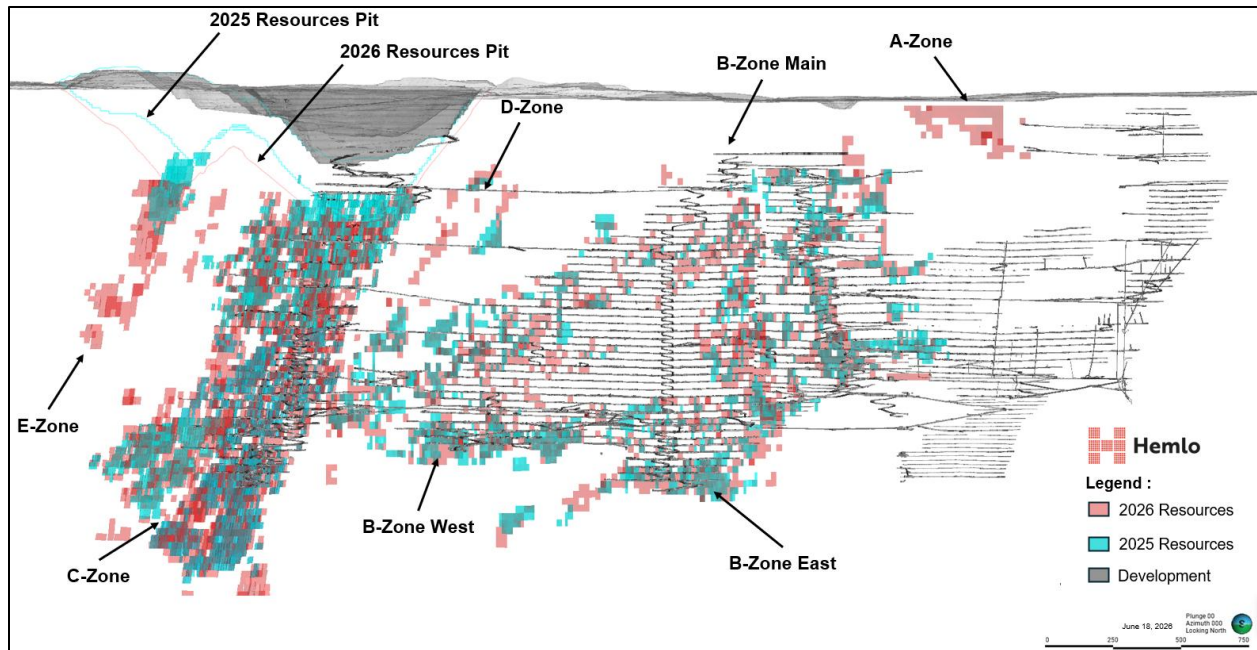 2025 Resources Pit
2026 Resources Pit
A-Zone
B-Zone Main
D-Zone
E-Zone
B-Zone West
C-Zone
B-Zone East
Hemlo
Legend :
2026 Resources
2025 Resources
Development
June 18, 2026
Plunge 00
Azimuth 000
Looking North
0 250 500 750